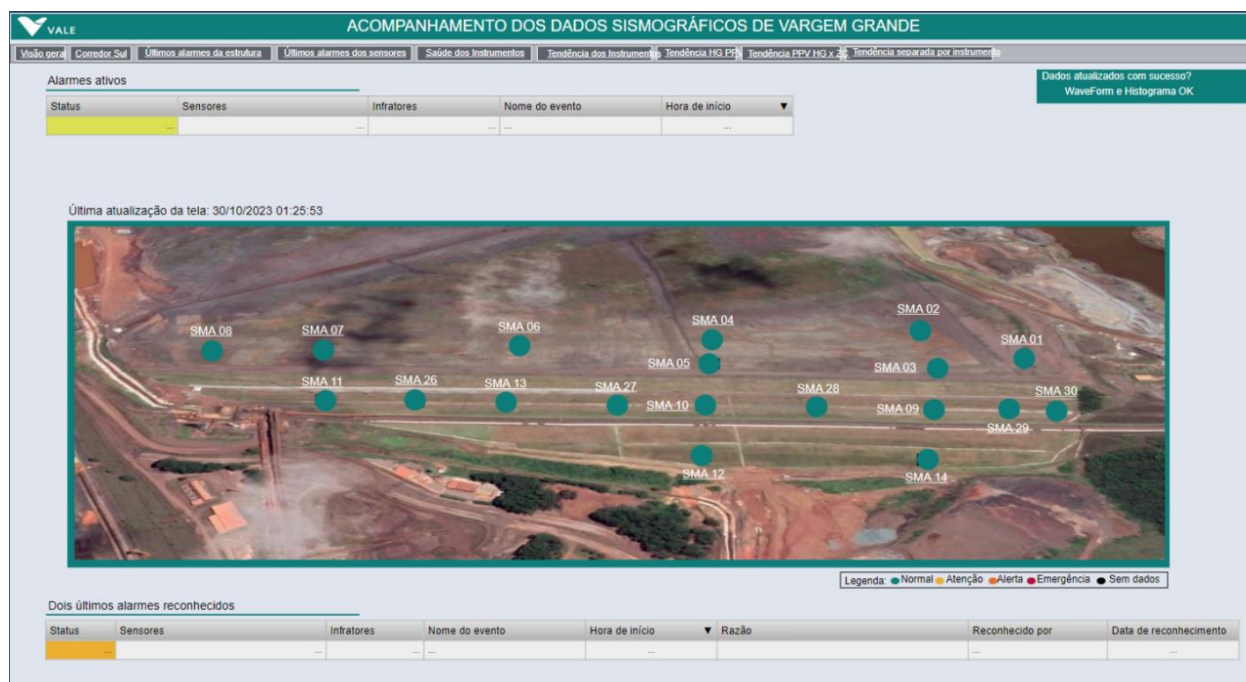 VALE
ACOMPANHAMENTO DOS DADOS SISMOGRÁFICOS DE VARGEM GRANDE
Visão geral Corredor Sul Últimos alarmes da estrutura Últimos alarmes dos sensores Saúde dos Instrumentos Tendência dos Instrumentos Tendência HG PPV Tendência PPV HG x ZC Tendência separada por instrumento
Alarmes ativos
Dados atualizados com sucesso?
WaveForm e Histograma OK
Status Sensores Infratores Nome do evento Hora de início ▼
... ... ... ... ...
Última atualização da tela: 30/10/2023 01:25:53
SMA 02
SMA 04
SMA 08 SMA 07 SMA 06
SMA 01
SMA 05
SMA 03
SMA 11 SMA 26 SMA 13 SMA 27 SMA 28 SMA 30
SMA 10 SMA 09
SMA 29
SMA 12 SMA 14
Legenda: Normal Atenção Alerta Emergência Sem dados
Dois últimos alarmes reconhecidos
Status Sensores Infratores Nome do evento Hora de início ▼ Razão Reconhecido por Data de reconhecimento
... ... ... ... ... ... ...